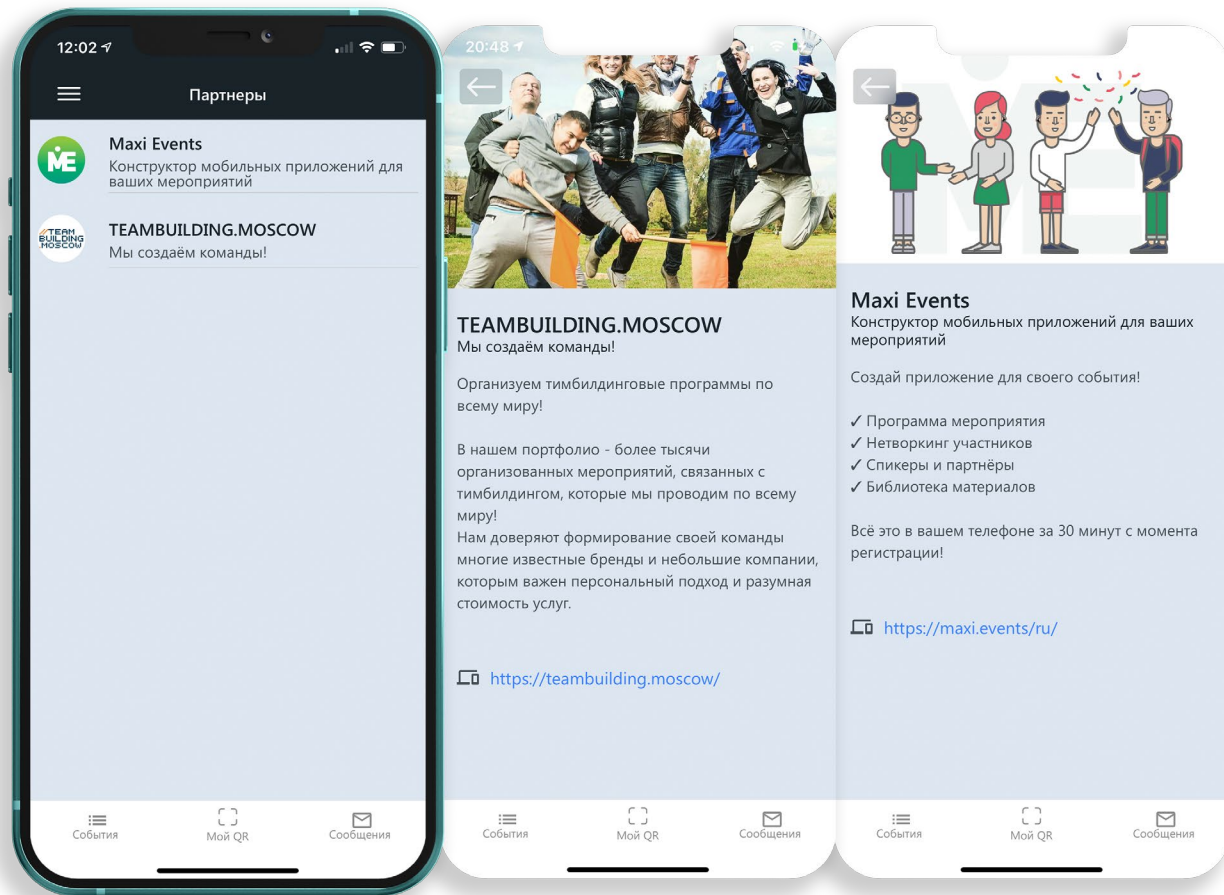 12:02
Партнеры
ME
Maxi Events
Конструктор мобильных приложений для
ваших мероприятий
TEAM
BUILDING
.MOSCOW
TEAMBUILDING.MOSCOW
Мы создаём команды!
События
Мой QR
Сообщения
20:48
TEAMBUILDING.MOSCOW
Мы создаём команды!
Организуем тимбилдинговые программы по
всему миру!
В нашем портфолио - более тысячи
организованных мероприятий, связанных с
тимбилдингом, которые мы проводим по всему
миру!
Нам доверяют формирование своей команды
многие известные бренды и небольшие компании,
которым важен персональный подход и разумная
стоимость услуг.
https://teambuilding.moscow/
События
Мой QR
Сообщения
ME
Maxi Events
Конструктор мобильных приложений для ваших
мероприятий
Создай приложение для своего события!
✓ Программа мероприятия
✓ Нетворкинг участников
✓ Спикеры и партнёры
✓ Библиотека материалов
Всё это в вашем телефоне за 30 минут с момента
регистрации!
https://maxi.events/ru/
События
Мой QR
Сообщения